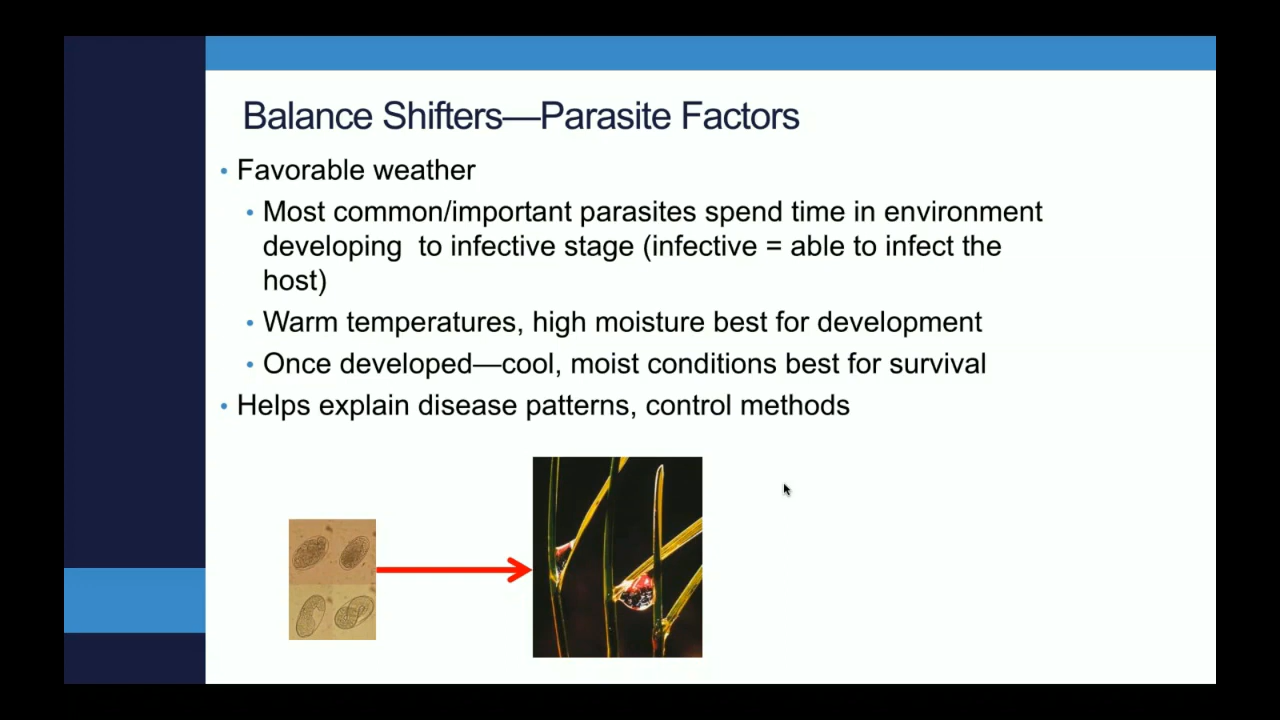 Balance Shifters—Parasite Factors
• Favorable weather
• Most common/important parasites spend time in environment
developing  to infective stage (infective = able to infect the
host)
• Warm temperatures, high moisture best for development
• Once developed—cool, moist conditions best for survival
• Helps explain disease patterns, control methods